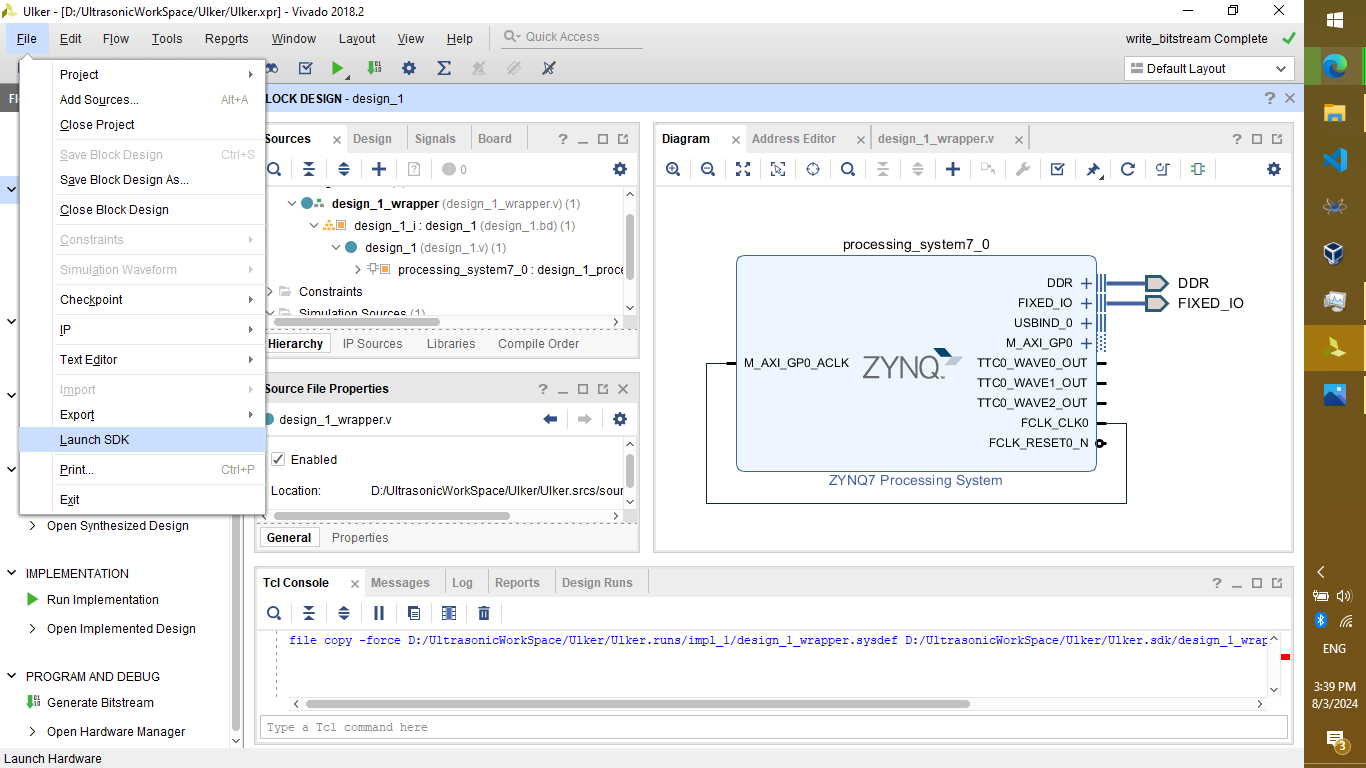 Ulker - [D:/UltrasonicWorkSpace/Ulker/Ulker.xpr] - Vivado 2018.2
File Edit Flow Tools Reports Window Layout View Help Quick Access write_bitstream Complete
Default Layout
Project
Add Sources... Alt+A
Close Project
Save Block Design Ctrl+S
Save Block Design As...
Close Block Design
Constraints
Simulation Waveform
Checkpoint
IP
Text Editor
Import
Export
Launch SDK
Print... Ctrl+P
Exit
Open Synthesized Design
IMPLEMENTATION
Run Implementation
Open Implemented Design
PROGRAM AND DEBUG
Generate Bitstream
Open Hardware Manager
Launch Hardware
LOCK DESIGN - design_1
Sources Design Signals Board
0
design_1_wrapper (design_1_wrapper.v) (1)
design_1_i : design_1 (design_1.bd) (1)
design_1 (design_1.v) (1)
processing_system7_0 : design_1_proce
Constraints
Simulation Sources (1)
Hierarchy IP Sources Libraries Compile Order
Source File Properties
design_1_wrapper.v
Enabled
Location: D:/UltrasonicWorkSpace/Ulker/Ulker.srcs/sour
General Properties
Diagram Address Editor design_1_wrapper.v
processing_system7_0
DDR
FIXED_IO
USBIND_0
M_AXI_GP0
TTC0_WAVE0_OUT
TTC0_WAVE1_OUT
TTC0_WAVE2_OUT
FCLK_CLK0
FCLK_RESET0_N
M_AXI_GP0_ACLK
ZYNQ
DDR
FIXED_IO
ZYNQ7 Processing System
Tcl Console Messages Log Reports Design Runs
file copy -force D:/UltrasonicWorkSpace/Ulker/Ulker.runs/impl_1/design_1_wrapper.sysdef D:/UltrasonicWorkSpace/Ulker/Ulker.sdk/design_1_wrap
Type a Tcl command here
ENG
3:39 PM
8/3/2024
3